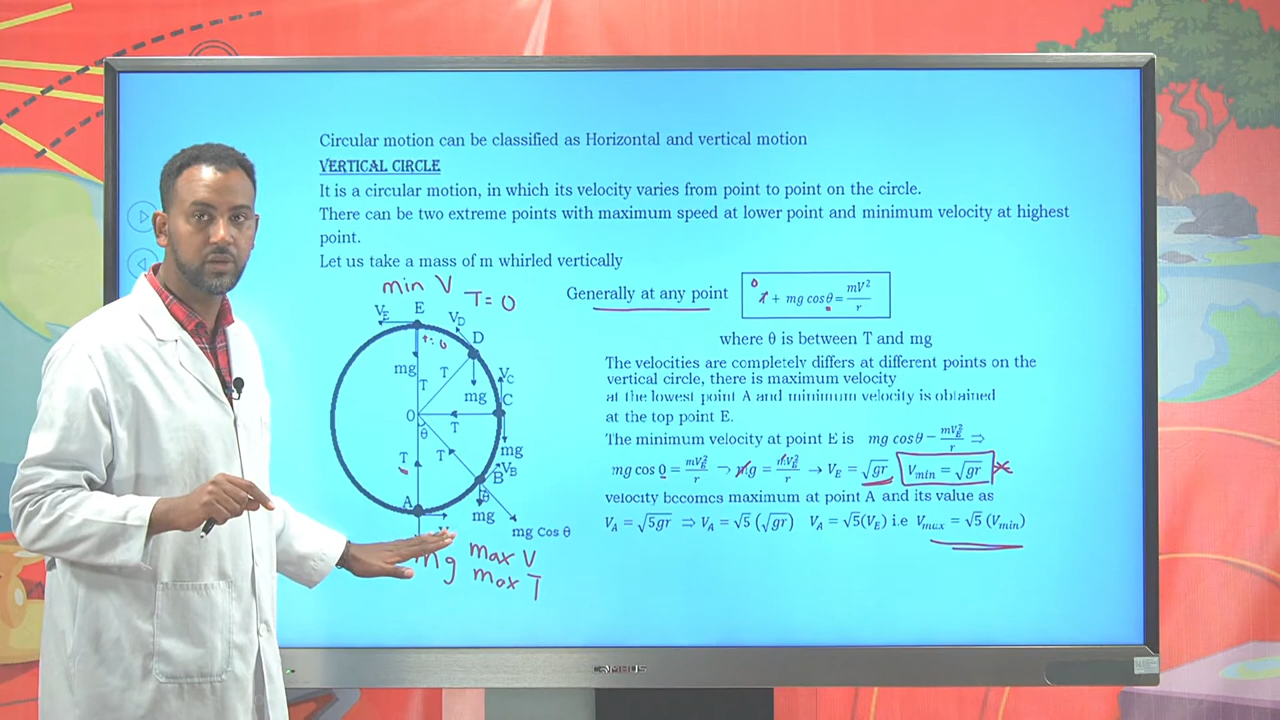 Circular motion can be classified as Horizontal and vertical motion
VERTICAL CIRCLE
It is a circular motion, in which its velocity varies from point to point on the circle.
There can be two extreme points with maximum speed at lower point and minimum velocity at highest
point.
Let us take a mass of m whirled vertically
min V
T = 0
V_E E V_D D
t = 0
mg T T mg V_C C
O θ T T mg
T V_B B θ
A mg
mg Cos θ
mg max V
max T
Generally at any point
0
T + mg cosθ = mV²/r
where θ is between T and mg
The velocities are completely differs at different points on the
vertical circle, there is maximum velocity
at the lowest point A and minimum velocity is obtained
at the top point E.
The minimum velocity at point E is mg cosθ − mV_E²/r ⇒
mg cos 0 = mV_E²/r → mg = mV_E²/r → V_E = √gr V_min = √gr
velocity becomes maximum at point A and its value as
V_A = √5gr ⇒ V_A = √5 (√gr) V_A = √5(V_E) i.e V_max = √5 (V_min)